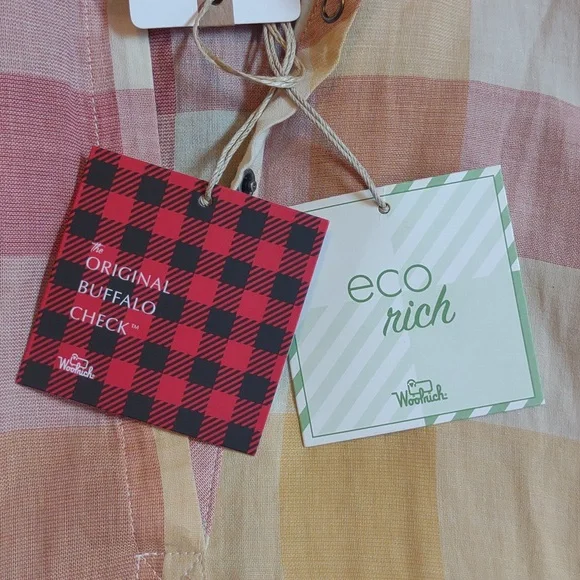 The
ORIGINAL
BUFFALO
CHECK™
Woolrich
eco
rich
Woolrich